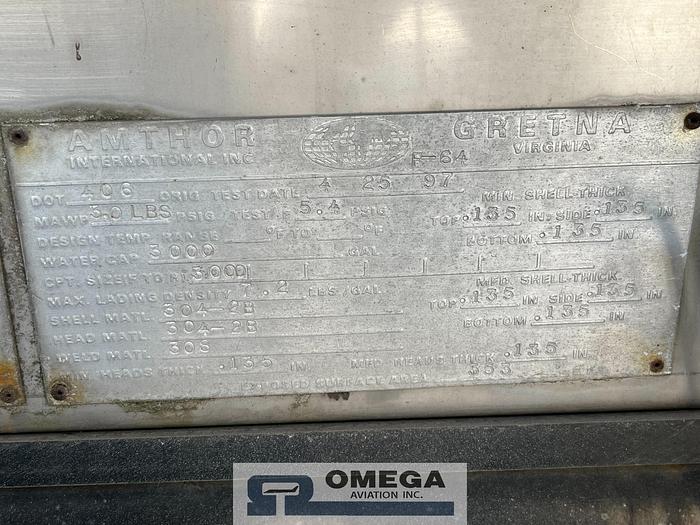 AMTHOR GRETNA
INTERNATIONAL INC. R-64 VIRGINIA
DOT 406 ORIG. TEST DATE 4 25 97 MIN. SHELL-THICK
MAWP 3.0 LBS PSIG/TEST P. 5.4 PSIG TOP .135 IN. SIDE .135 IN.
DESIGN TEMP. RANGE °F TO °F BOTTOM .135 IN
WATER CAP 3000 GAL
CPT. SIZE(F TO R) 3000 MFD. SHELL-THICK.
MAX. LADING DENSITY 7.2 LBS/GAL TOP .135 IN SIDE .135 IN
SHELL MATL 304-2B BOTTOM .135 IN
HEAD MATL 304-2B
WELD MATL 308
HEADS THICK .135 IN MFD HEADS THICK .135 IN.
EXPOSED SURFACE AREA 353
OMEGA
AVIATION INC.